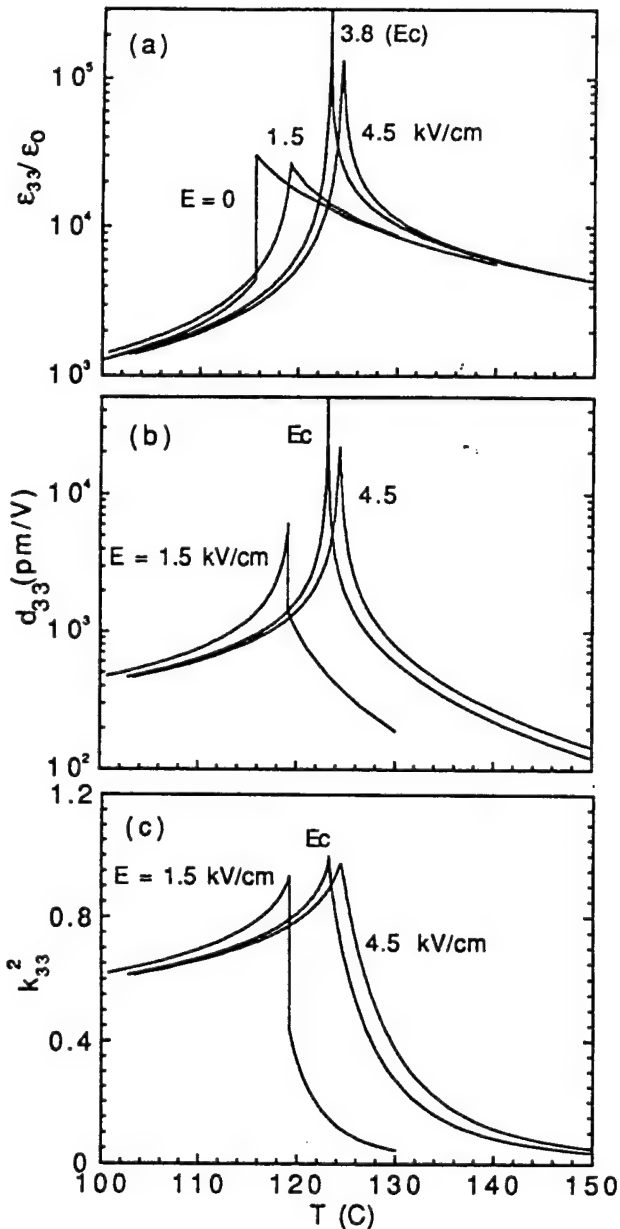 (a)
3.8 (Ec)
4.5 kV/cm
1.5
E = 0
ε33/ε0
10⁵
10⁴
10³
(b)
Ec
4.5
E = 1.5 kV/cm
d33(pm/V)
10⁴
10³
10²
(c)
Ec
E = 1.5 kV/cm
4.5 kV/cm
k²33
1.2
0.8
0.4
0
100 110 120 130 140 150
T (C)